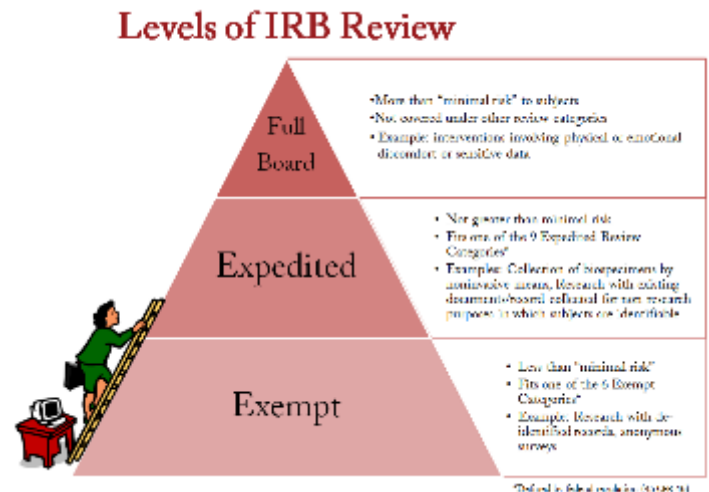 Levels of IRB Review
Full
Board
•More than "minimal risk" to subjects
•Not covered under other review categories
• Example: interventions involving physical or emotional
discomfort or sensitive data
Expedited
• Not greater than minimal risk
• Fits one of the 9 Expedited Review
Categories*
• Examples: Collection of biospecimens by
noninvasive means, Research with existing
documents/record collected for non research
purposes in which subjects are identifiable
Exempt
• Less than "minimal risk"
• Fits one of the 6 Exempt
Categories*
• Example: Research with de-
identified records, anonymous
surveys
*Defined in federal regulation